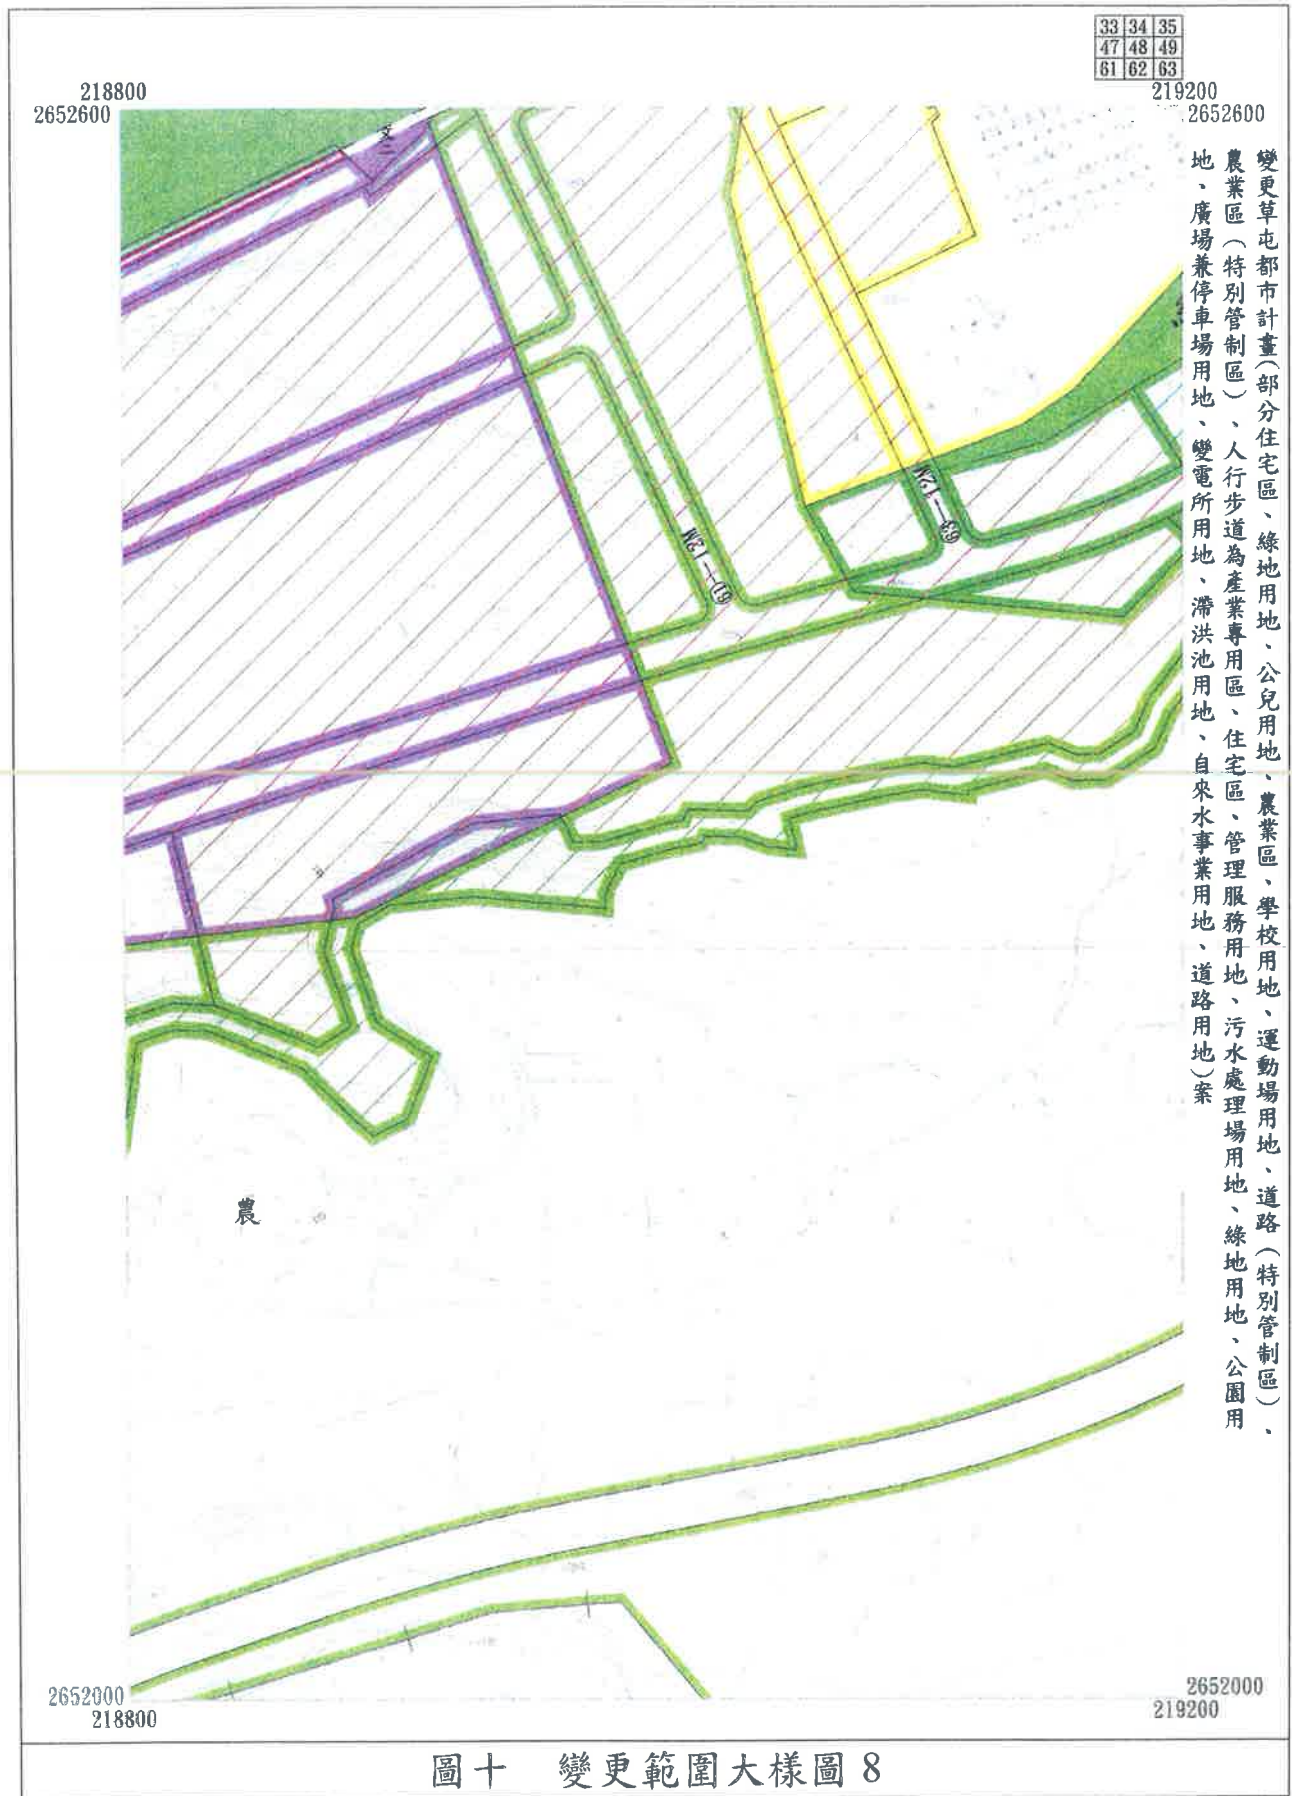 33 34 35
47 48 49
61 62 63
218800
2652600
219200
2652600
變更草屯都市計畫(部分住宅區、綠地用地、公兒用地、農業區、學校用地、運動場用地、道路(特別管制區)、
農業區(特別管制區)、人行步道為產業專用區、住宅區、管理服務用地、污水處理場用地、綠地用地、公園用
地、廣場兼停車場用地、變電所用地、滯洪池用地、自來水事業用地、道路用地)案
文二
63—12M
61—12M
農
2652000
218800
2652000
219200
圖十 變更範圍大樣圖8